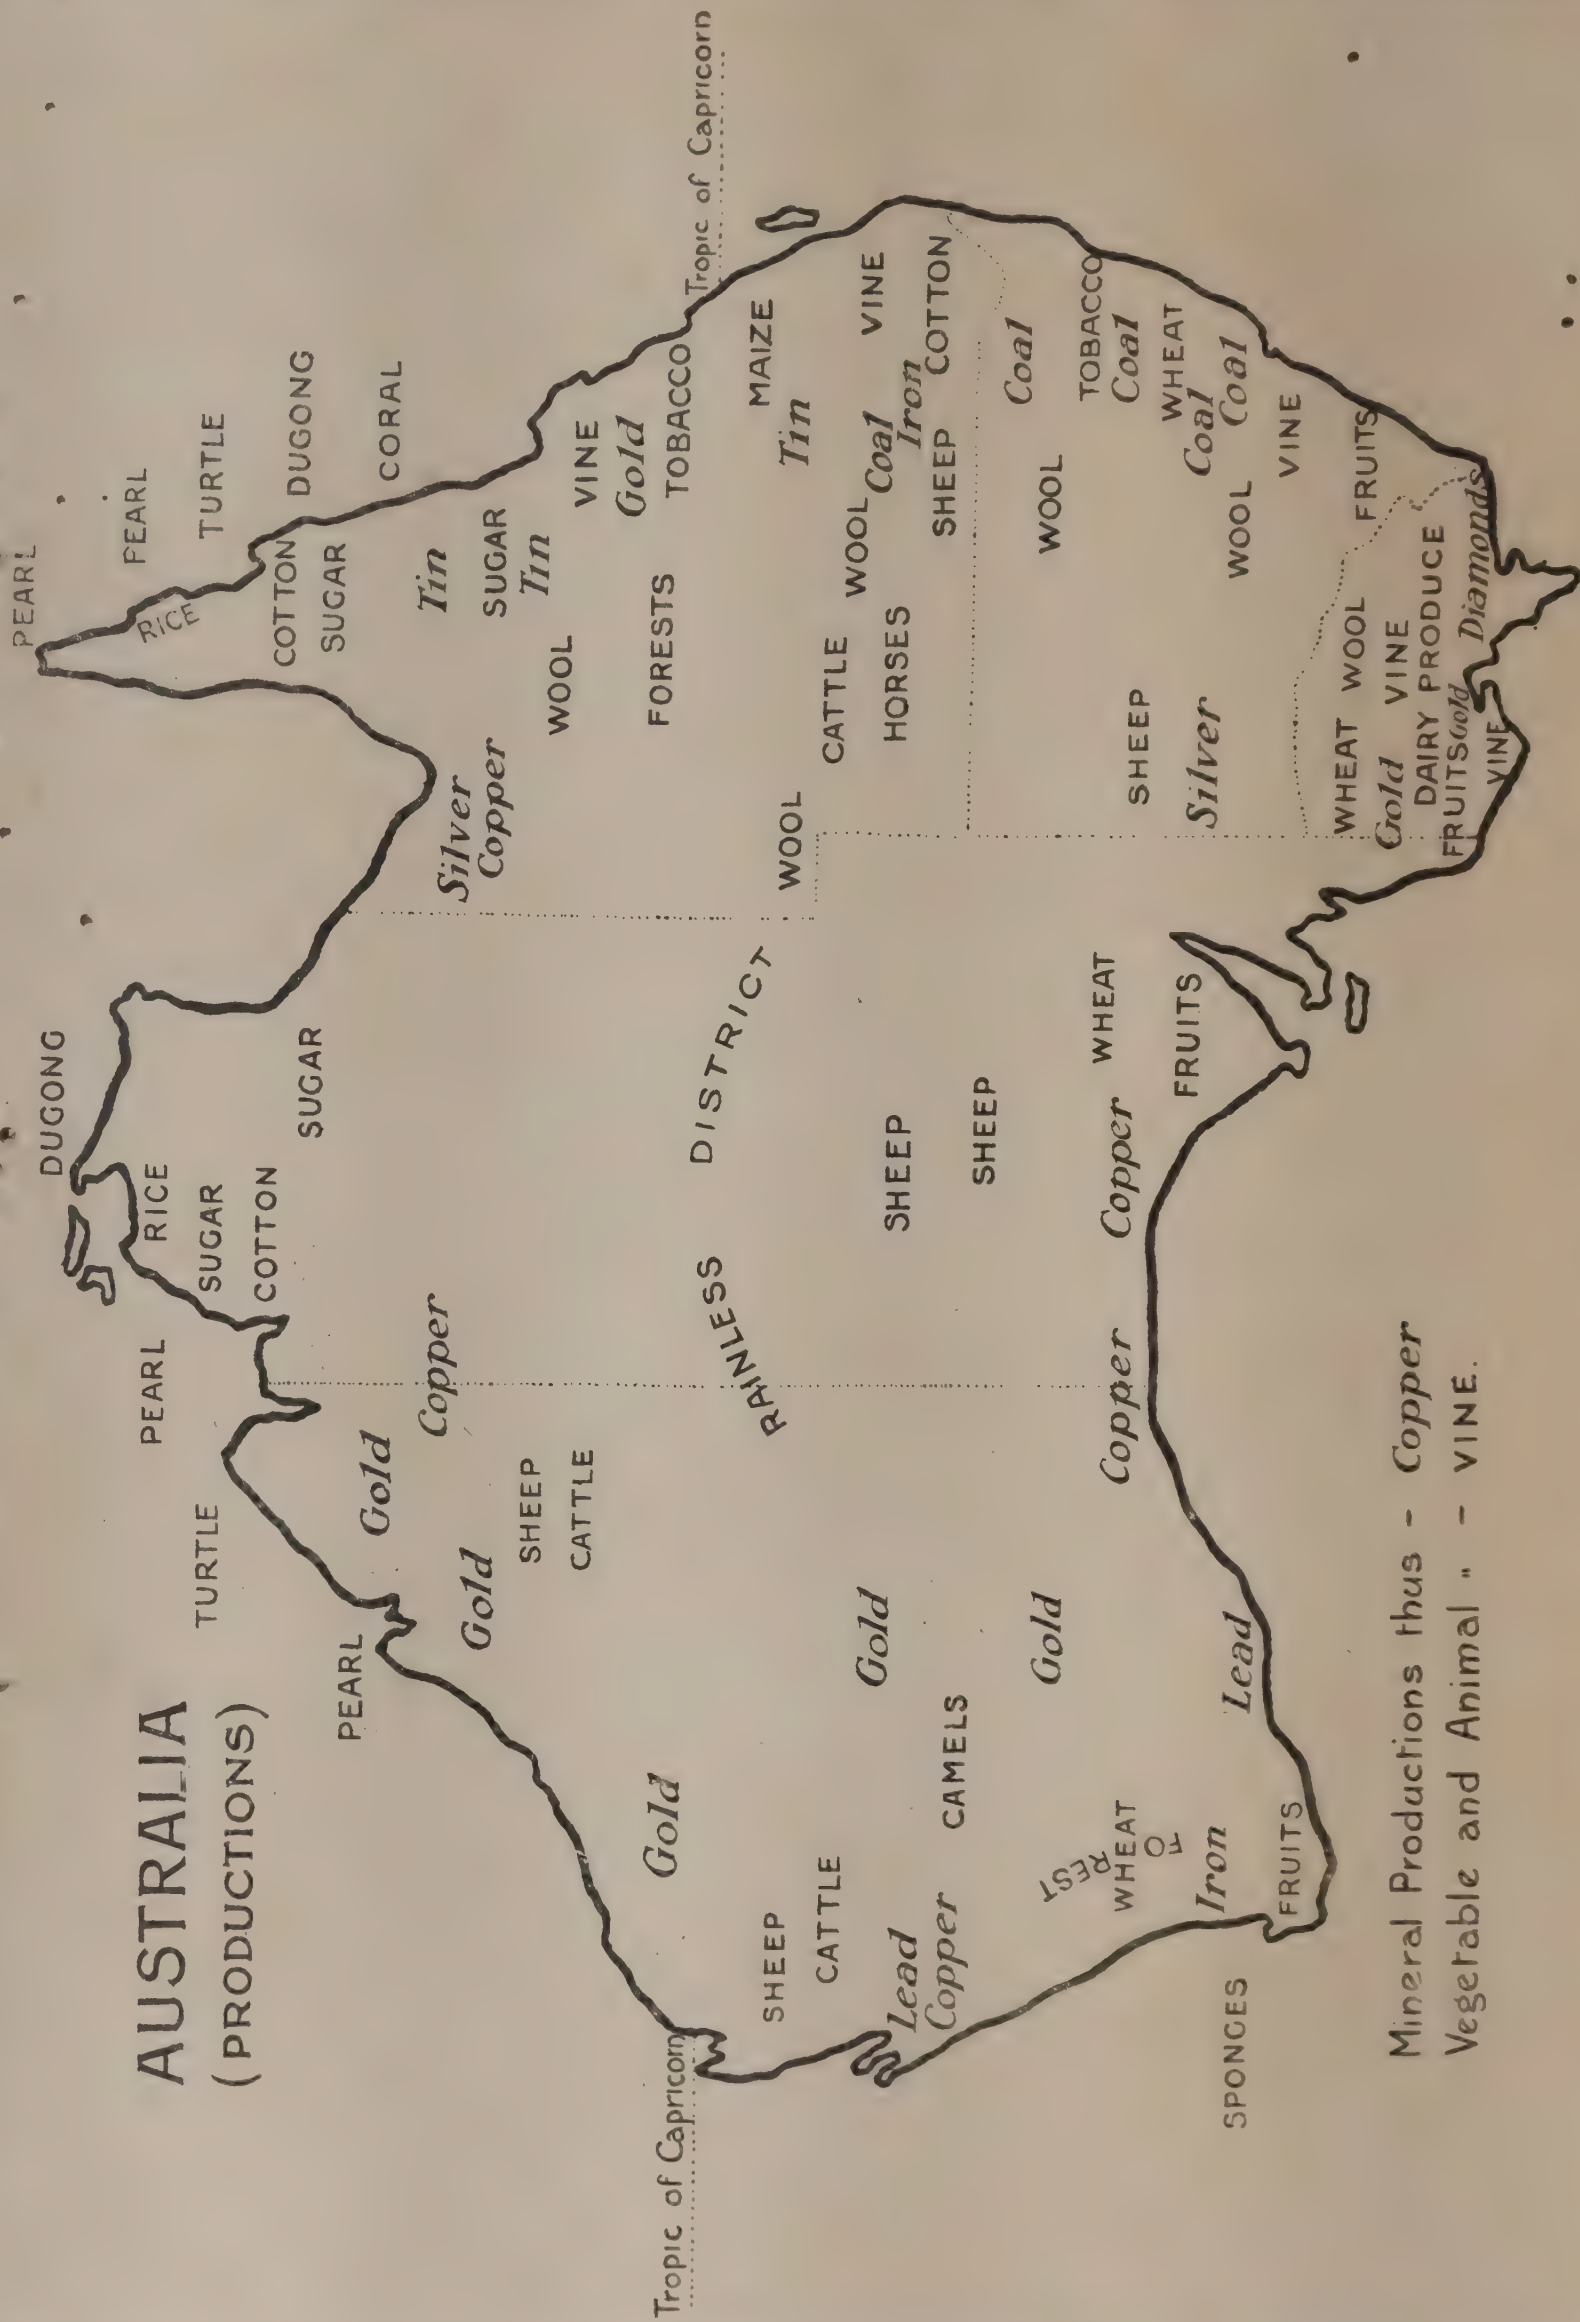 AUSTRALIA
(PRODUCTIONS)
PEARL
DUGONG
PEARL
PEARL
TURTLE
RICE
RICE
TURTLE
SUGAR
COTTON
COTTON
DUGONG
SUGAR
SUGAR
CORAL
PEARL
Gold
Copper
Tin
Silver
Copper
SUGAR
Tin
Gold
SHEEP
CATTLE
WOOL
VINE
Gold
FORESTS
TOBACCO
Tropic of Capricorn
Tropic of Capricorn
Gold
RAINLESS DISTRICT
WOOL
MAIZE
Tin
SHEEP
CATTLE
CATTLE
WOOL
Coal
VINE
Iron
HORSES
Lead
Copper
Gold
SHEEP
SHEEP
COTTON
CAMELS
SHEEP
Coal
Gold
WOOL
REST
WHEAT
TO
Copper
Copper
WHEAT
SHEEP
TOBACCO
Coal
WHEAT
Coal
Iron
FRUITS
Silver
WOOL
Coal
SPONGES
Lead
VINE
FRUITS
WHEAT
WOOL
FRUITS
Gold
VINE
DAIRY PRODUCE
FRUITS
Gold
Diamonds
VINE
Mineral Productions thus - Copper
Vegetable and Animal " - VINE.